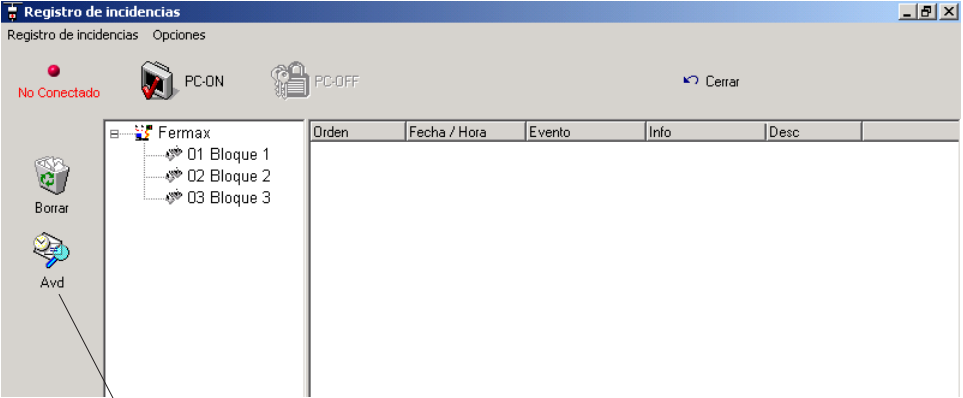 Registro de incidencias
Registro de incidencias Opciones
No Conectado PC-ON PC-OFF Cerrar
Fermax
01 Bloque 1
02 Bloque 2
03 Bloque 3
Orden Fecha / Hora Evento Info Desc
Borrar
Avd